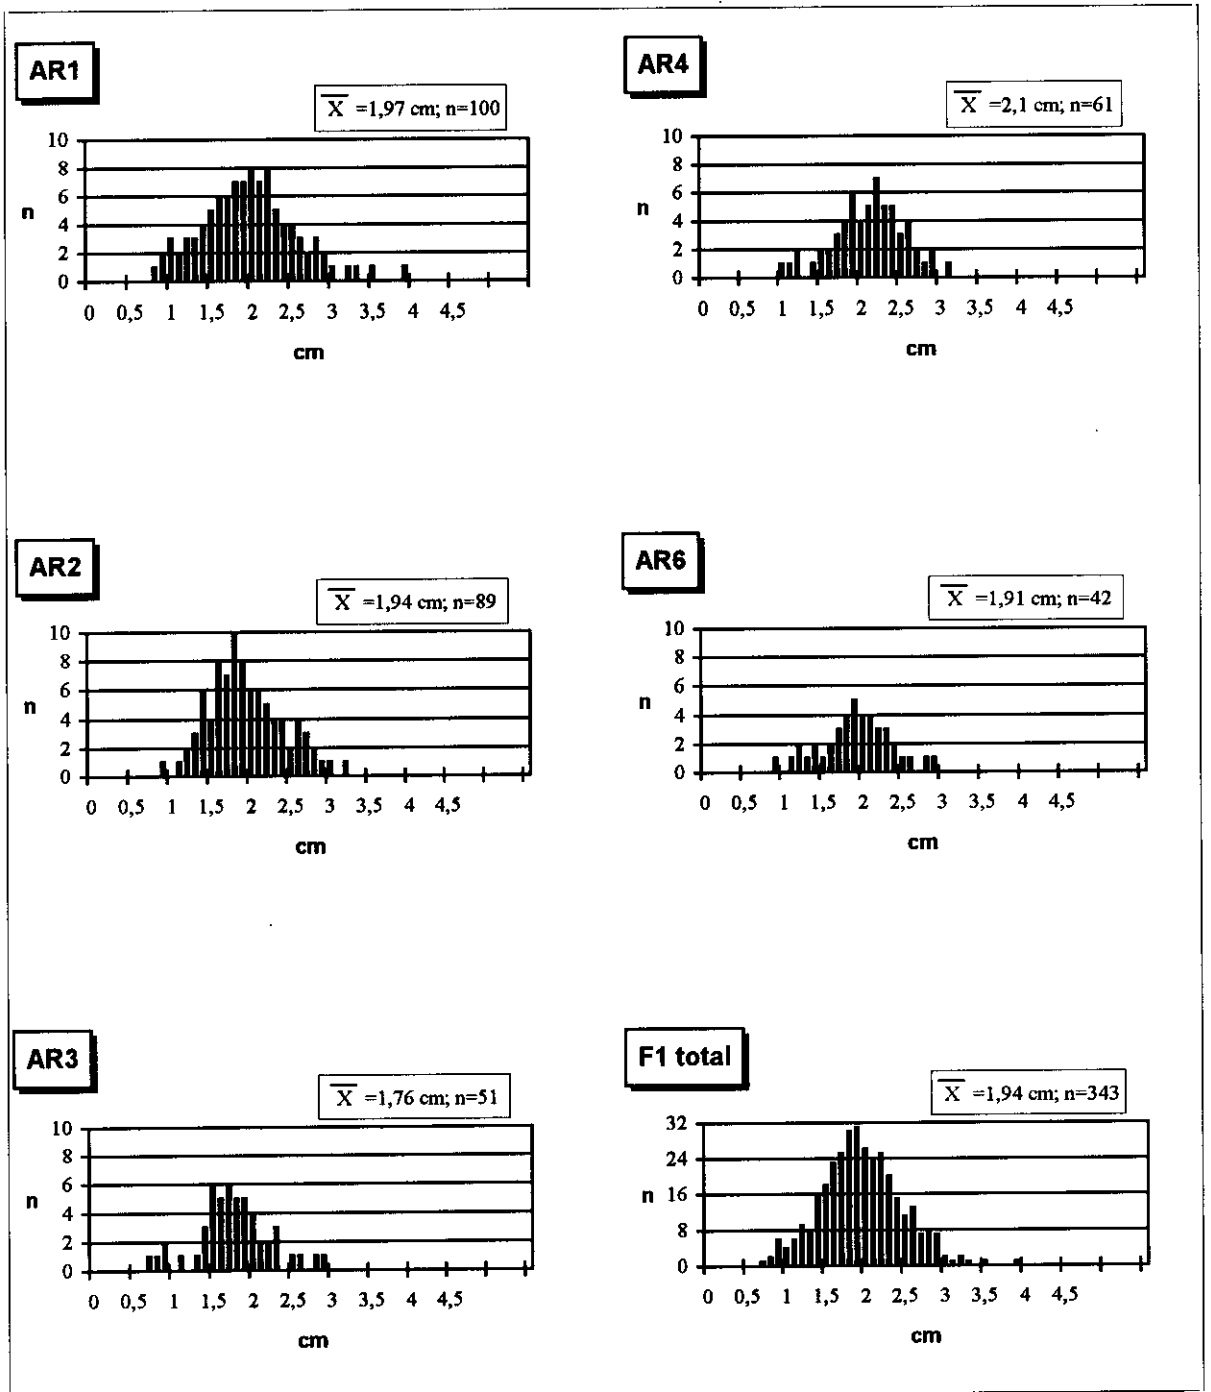 AR1
X =1,97 cm; n=100
10
8
6
n
4
2
0
0 0,5 1 1,5 2 2,5 3 3,5 4 4,5
cm
AR4
X =2,1 cm; n=61
10
8
6
n
4
2
0
0 0,5 1 1,5 2 2,5 3 3,5 4 4,5
cm
AR2
X =1,94 cm; n=89
10
8
6
n
4
2
0
0 0,5 1 1,5 2 2,5 3 3,5 4 4,5
cm
AR6
X =1,91 cm; n=42
10
8
6
n
4
2
0
0 0,5 1 1,5 2 2,5 3 3,5 4 4,5
cm
AR3
X =1,76 cm; n=51
10
8
6
n
4
2
0
0 0,5 1 1,5 2 2,5 3 3,5 4 4,5
cm
F1 total
X =1,94 cm; n=343
32
24
n 16
8
0
0 0,5 1 1,5 2 2,5 3 3,5 4 4,5
cm